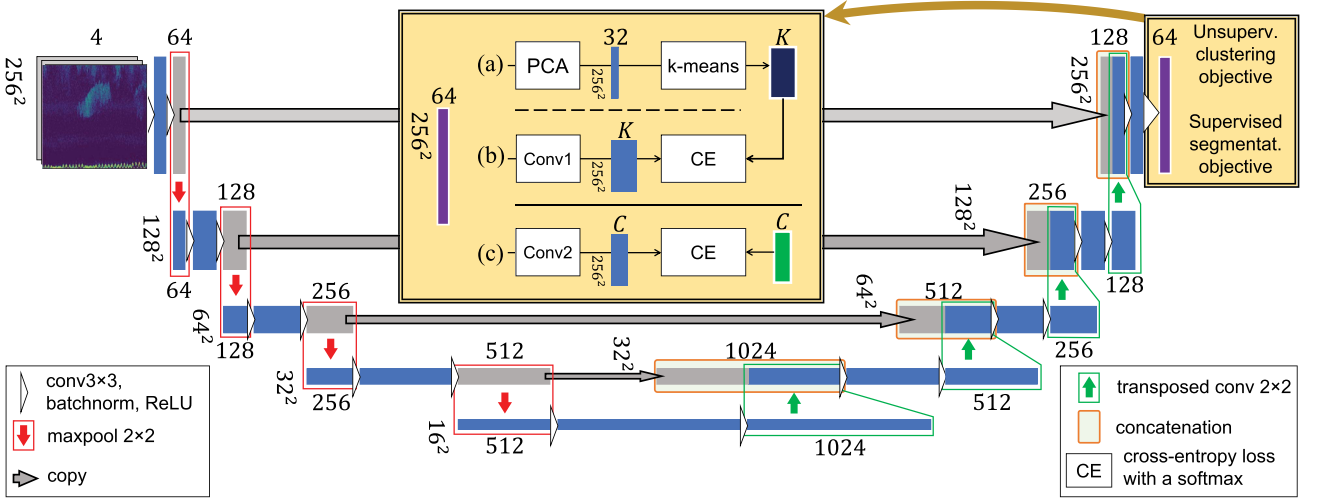 4
64
256²
(a)
PCA
32
256²
k-means
K
64
256²
(b)
Conv1
K
256²
CE
(c)
Conv2
C
256²
CE
C
128
256²
64
Unsuperv.
clustering
objective
Supervised
segmentat.
objective
128²
64
128
128²
256
128
64²
128
256
64²
512
256
32²
256
512
32²
1024
512
16²
512
1024
conv3×3,
batchnorm, ReLU
maxpool 2×2
copy
transposed conv 2×2
concatenation
CE
cross-entropy loss
with a softmax